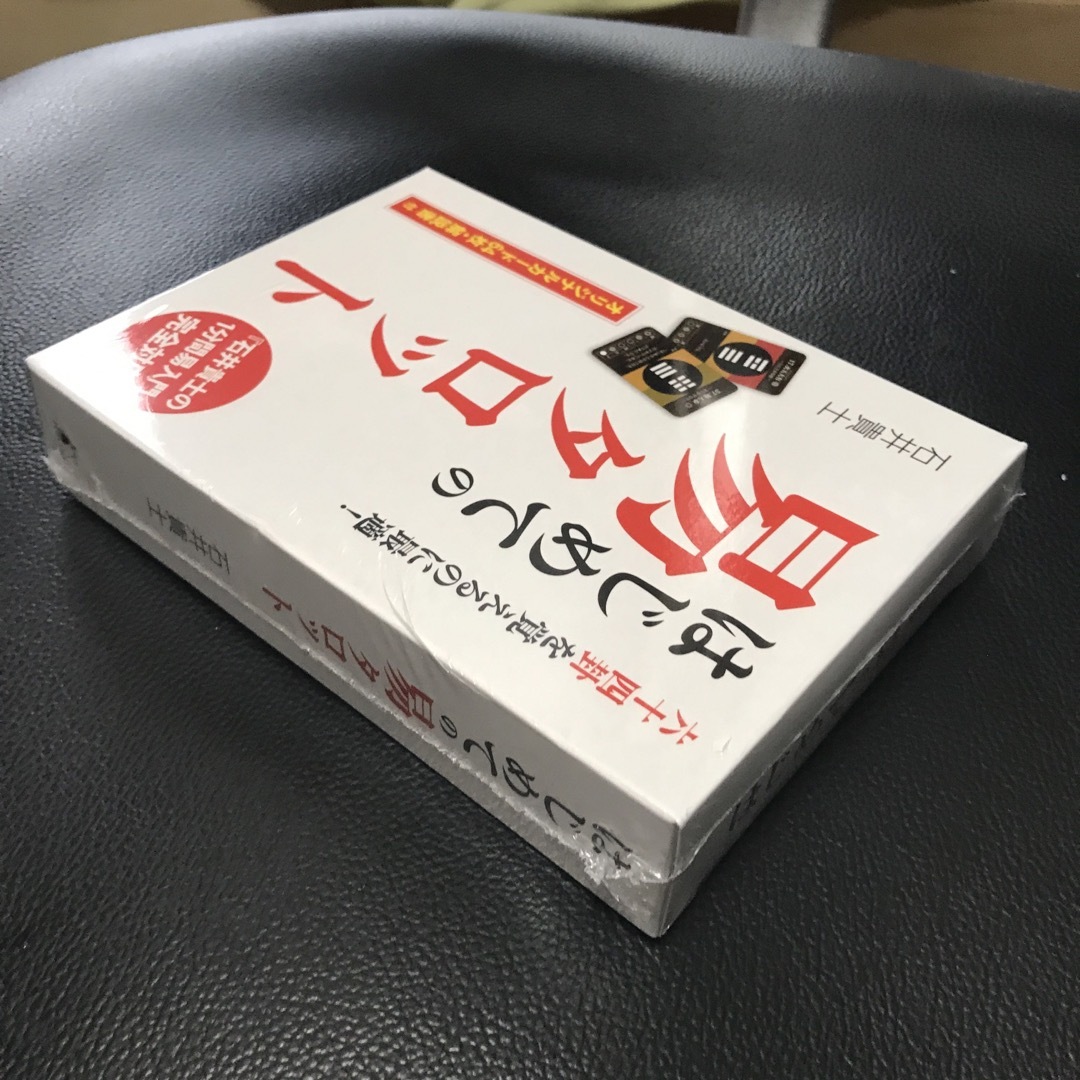 六十四卦を覚えるのに最適!
はじめての
易タロット
石井貴士
オリジナルカード64枚・解説書付
『石井貴士の
1分間易入門』
完全対応
はじめての易タロット
石井貴士